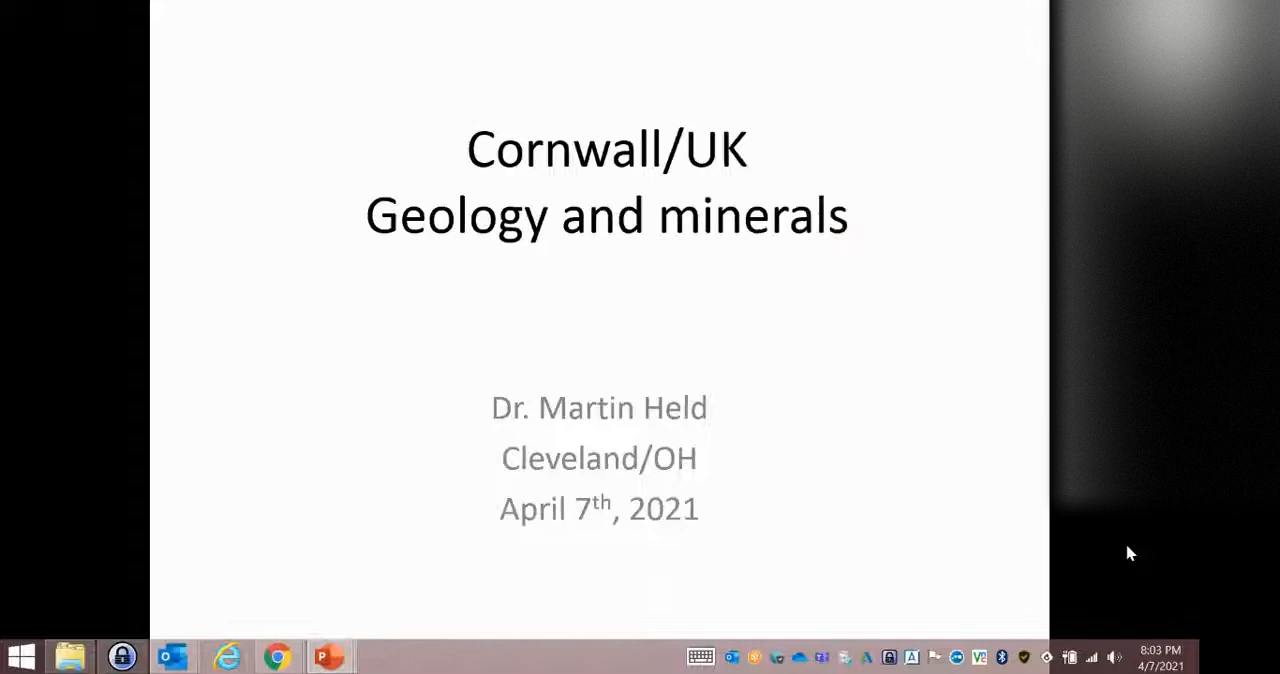 Cornwall/UK
Geology and minerals
Dr. Martin Held
Cleveland/OH
April 7th, 2021
8:03 PM
4/7/2021